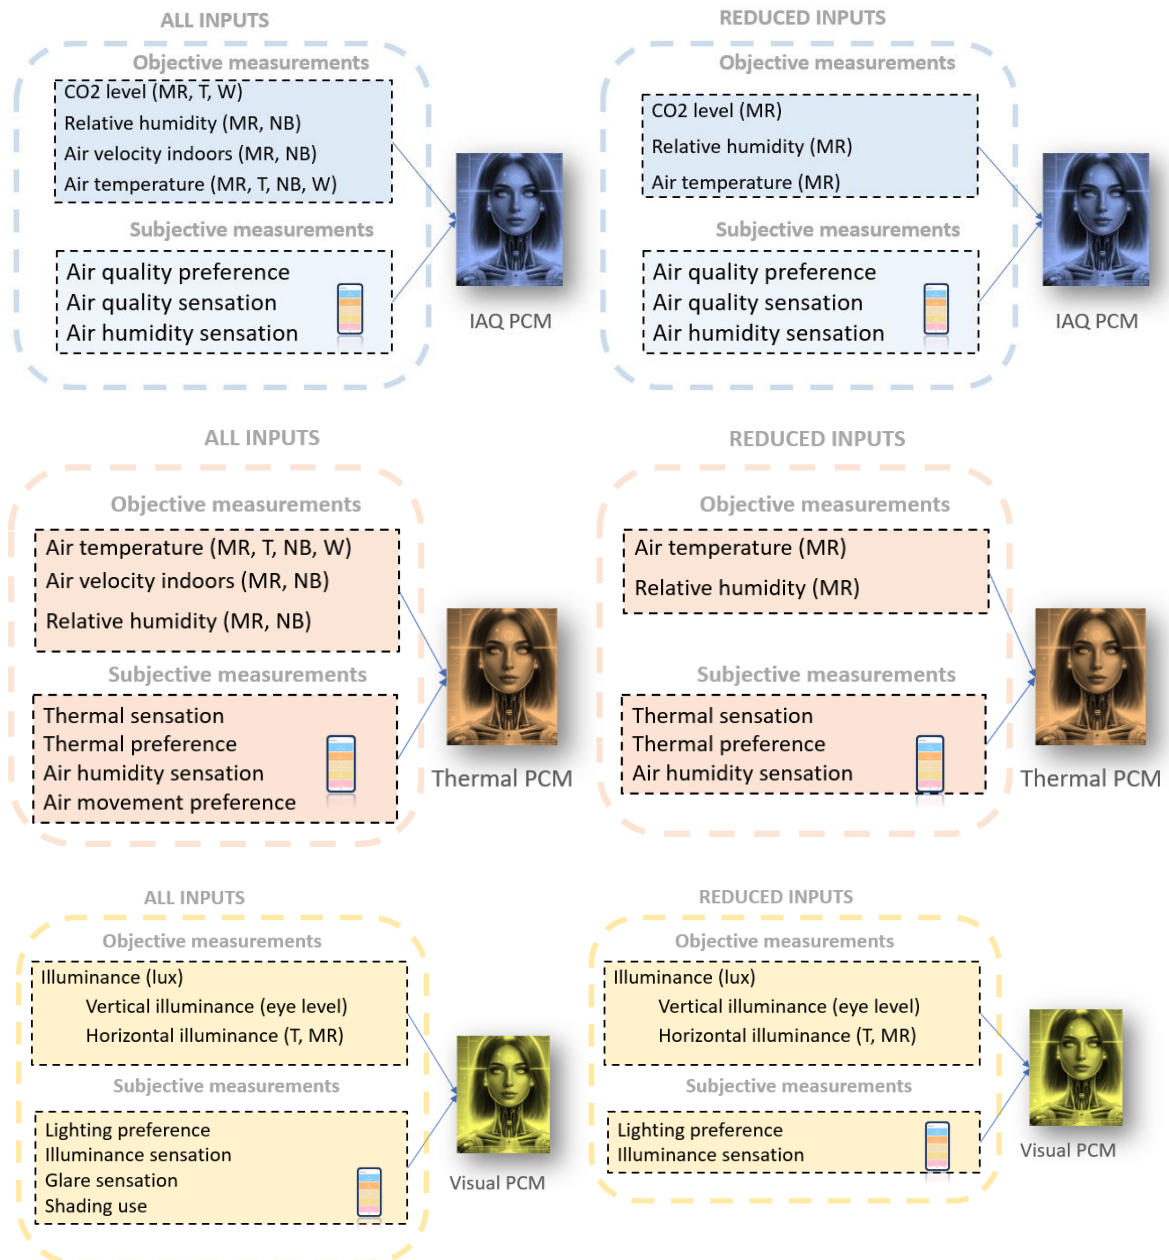 ALL INPUTS
Objective measurements
CO2 level (MR, T, W)
Relative humidity (MR, NB)
Air velocity indoors (MR, NB)
Air temperature (MR, T, NB, W)
Subjective measurements
Air quality preference
Air quality sensation
Air humidity sensation
IAQ PCM
REDUCED INPUTS
Objective measurements
CO2 level (MR)
Relative humidity (MR)
Air temperature (MR)
Subjective measurements
Air quality preference
Air quality sensation
Air humidity sensation
IAQ PCM
ALL INPUTS
Objective measurements
Air temperature (MR, T, NB, W)
Air velocity indoors (MR, NB)
Relative humidity (MR, NB)
Subjective measurements
Thermal sensation
Thermal preference
Air humidity sensation
Air movement preference
Thermal PCM
REDUCED INPUTS
Objective measurements
Air temperature (MR)
Relative humidity (MR)
Subjective measurements
Thermal sensation
Thermal preference
Air humidity sensation
Thermal PCM
ALL INPUTS
Objective measurements
Illuminance (lux)
Vertical illuminance (eye level)
Horizontal illuminance (T, MR)
Subjective measurements
Lighting preference
Illuminance sensation
Glare sensation
Shading use
Visual PCM
REDUCED INPUTS
Objective measurements
Illuminance (lux)
Vertical illuminance (eye level)
Horizontal illuminance (T, MR)
Subjective measurements
Lighting preference
Illuminance sensation
Visual PCM